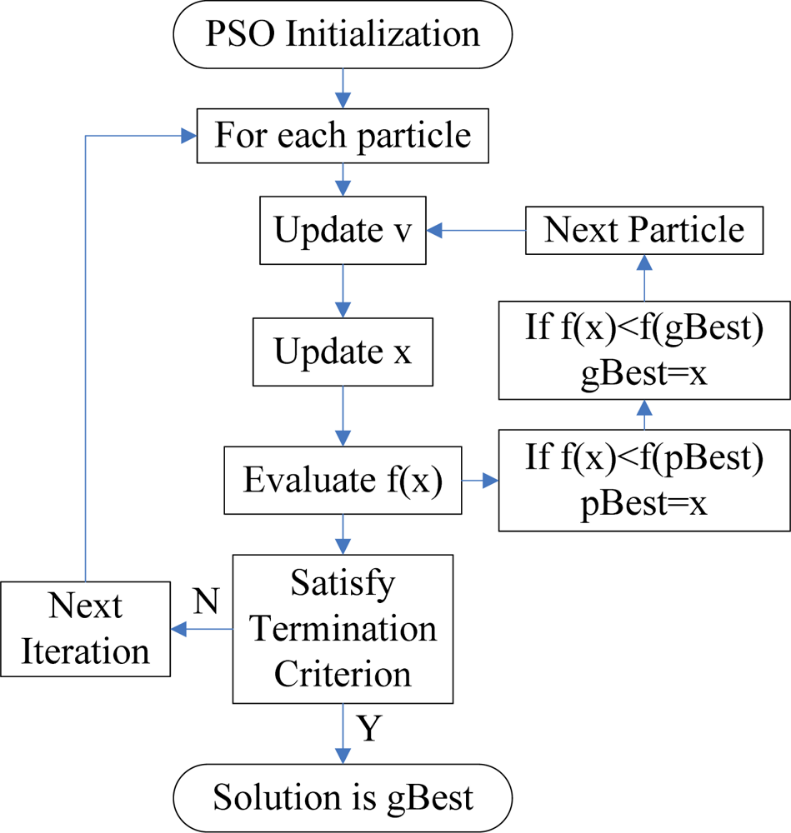 PSO Initialization
For each particle
Update v
Next Particle
Update x
If f(x)<f(gBest)
gBest=x
Evaluate f(x)
If f(x)<f(pBest)
pBest=x
Satisfy
Termination
Criterion
N
Next
Iteration
Y
Solution is gBest